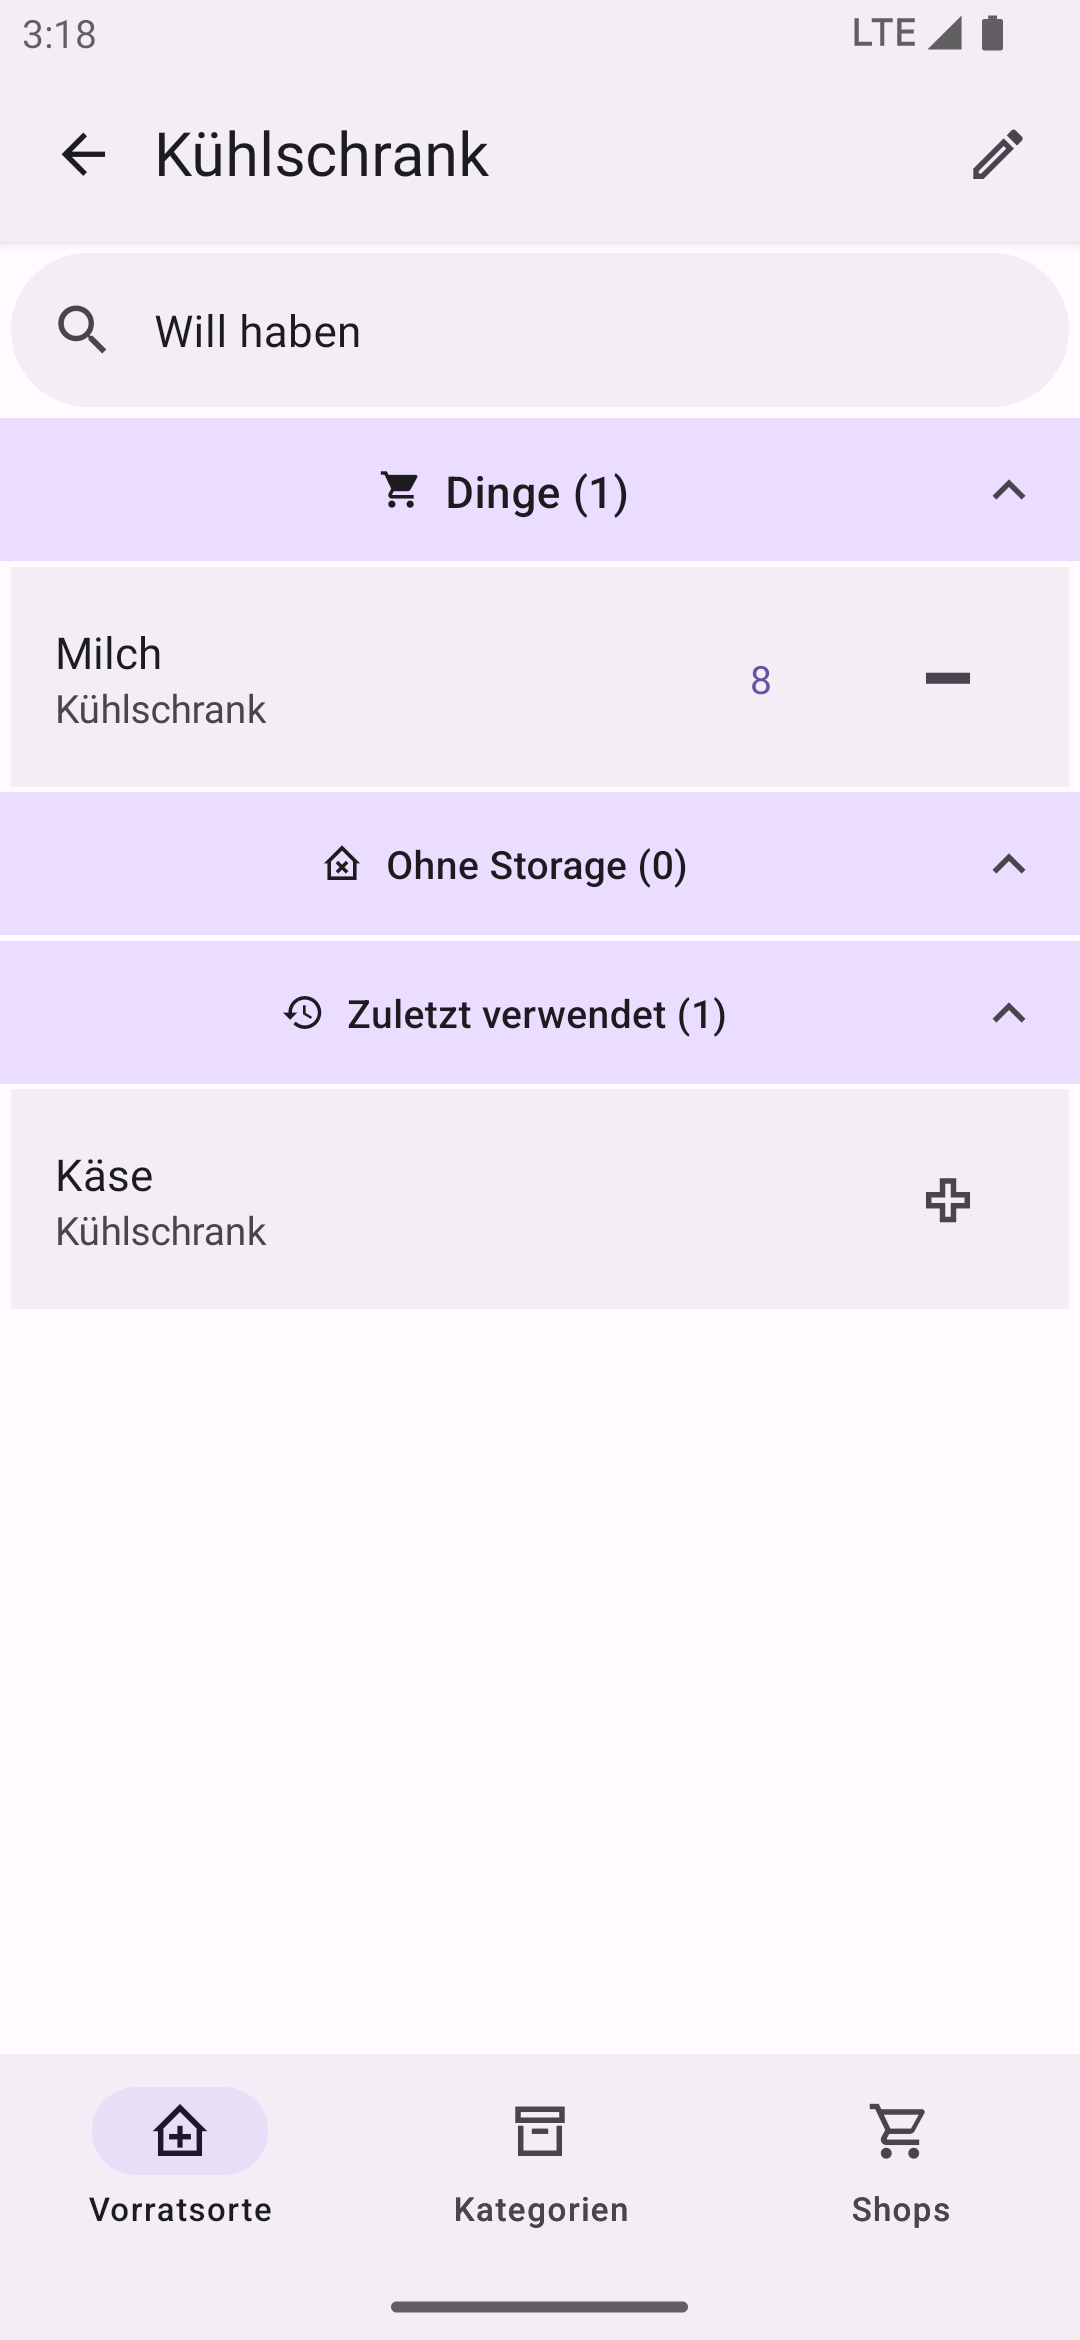 3:18
LTE
Kühlschrank
Will haben
Dinge (1)
Milch
Kühlschrank
8
Ohne Storage (0)
Zuletzt verwendet (1)
Käse
Kühlschrank
Vorratsorte
Kategorien
Shops